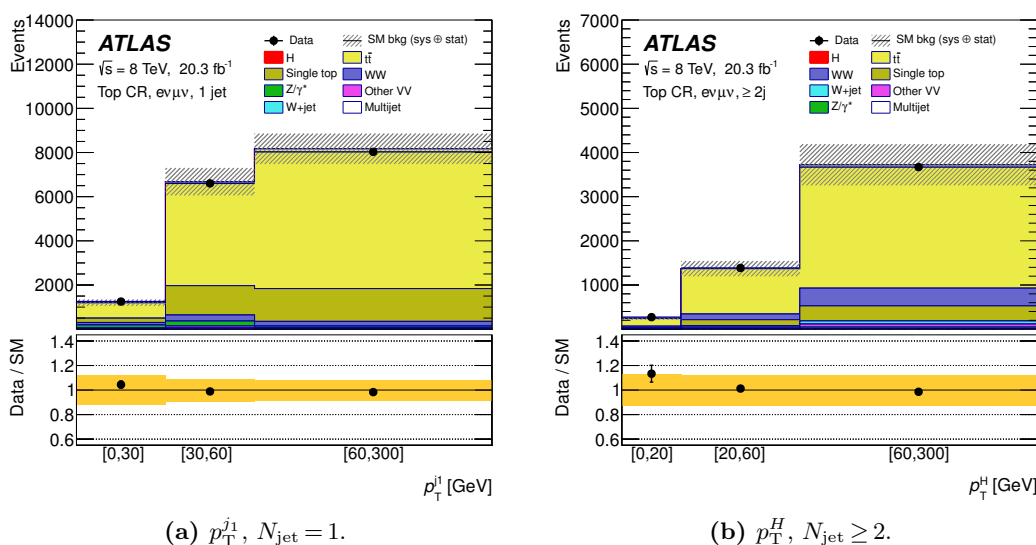 Events
14000
12000
10000
8000
6000
4000
2000
ATLAS
√s = 8 TeV, 20.3 fb⁻¹
Top CR, eνμν, 1 jet
Data
SM bkg (sys ⊕ stat)
H
tt̄
Single top
WW
Z/γ*
Other VV
W+jet
Multijet
Data / SM
1.4
1.2
1
0.8
0.6
[0,30]
[30,60]
[60,300]
p_T^j1 [GeV]
(a) p_T^j1, N_jet = 1.
Events
7000
6000
5000
4000
3000
2000
1000
ATLAS
√s = 8 TeV, 20.3 fb⁻¹
Top CR, eνμν, ≥ 2j
Data
SM bkg (sys ⊕ stat)
H
tt̄
WW
Single top
W+jet
Other VV
Z/γ*
Multijet
Data / SM
1.4
1.2
1
0.8
0.6
[0,20]
[20,60]
[60,300]
p_T^H [GeV]
(b) p_T^H, N_jet ≥ 2.